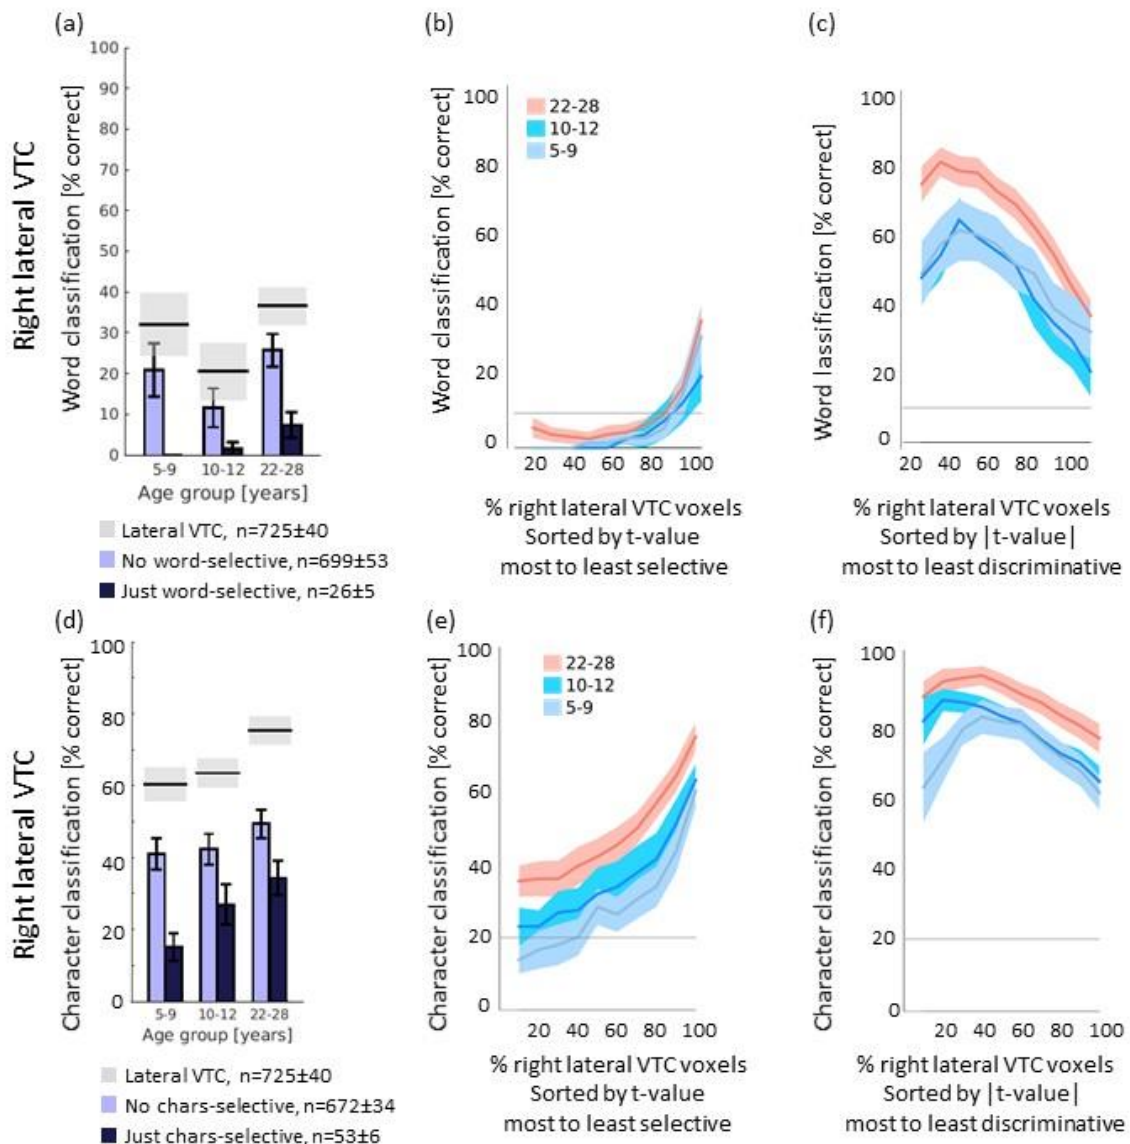 (a)
Right lateral VTC
Word classification [% correct]
100
90
80
70
60
50
40
30
20
10
0
5-9 10-12 22-28
Age group [years]
Lateral VTC, n=725±40
No word-selective, n=699±53
Just word-selective, n=26±5
(b)
Word classification [% correct]
100
80
60
40
20
0
22-28
10-12
5-9
20 40 60 80 100
% right lateral VTC voxels
Sorted by t-value
most to least selective
(c)
Word lassification [% correct]
100
80
60
40
20
0
20 40 60 80 100
% right lateral VTC voxels
Sorted by |t-value|
most to least discriminative
(d)
Right lateral VTC
Character classification [% correct]
100
80
60
40
20
0
5-9 10-12 22-28
Age group [years]
Lateral VTC, n=725±40
No chars-selective, n=672±34
Just chars-selective, n=53±6
(e)
Character classification [% correct]
100
80
60
40
20
0
22-28
10-12
5-9
20 40 60 80 100
% right lateral VTC voxels
Sorted by t-value
most to least selective
(f)
Character classification [% correct]
100
80
60
40
20
0
20 40 60 80 100
% right lateral VTC voxels
Sorted by |t-value|
most to least discriminative